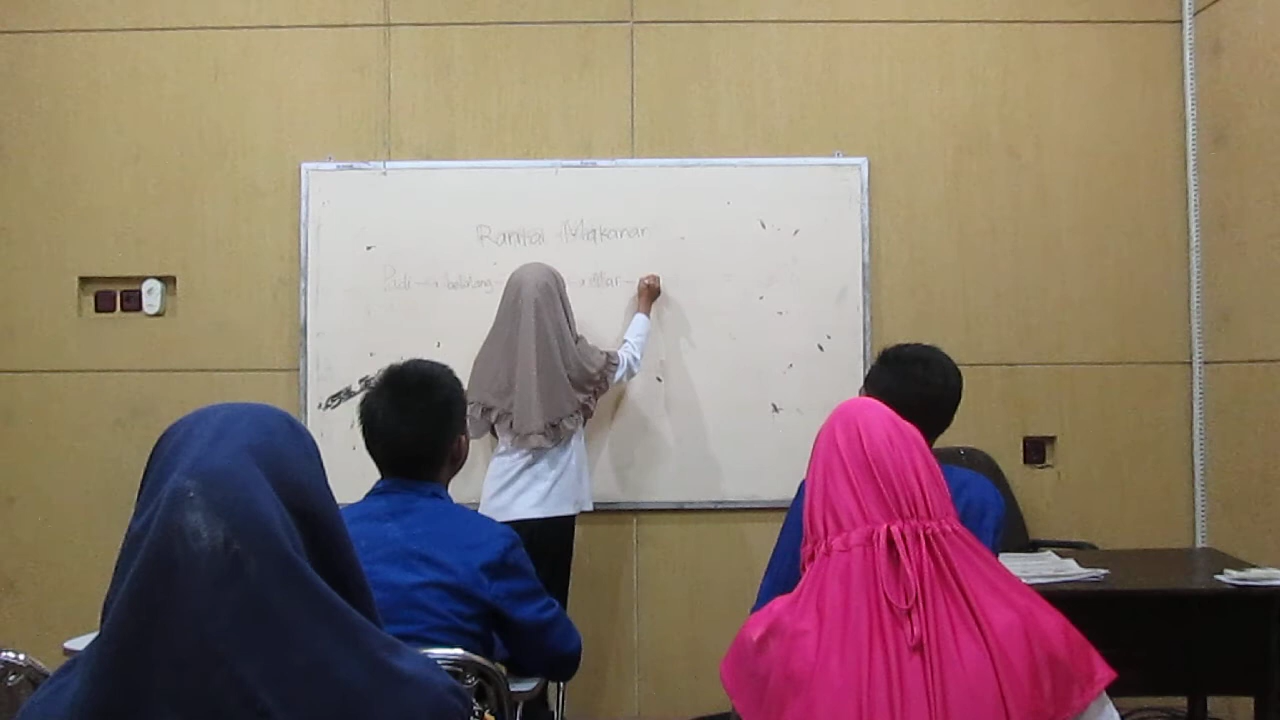 Rantai Makanan
Padi → belalang → → Ular –